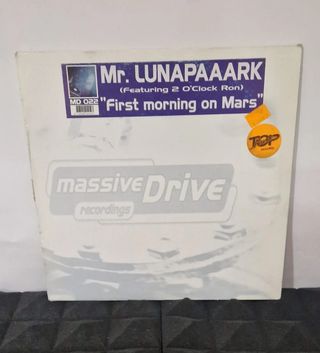 Mr. LUNAPAAARK
(Featuring 2 O'Clock Ron)
MD 022
"First morning on Mars"
TOP
massive Drive
recordings